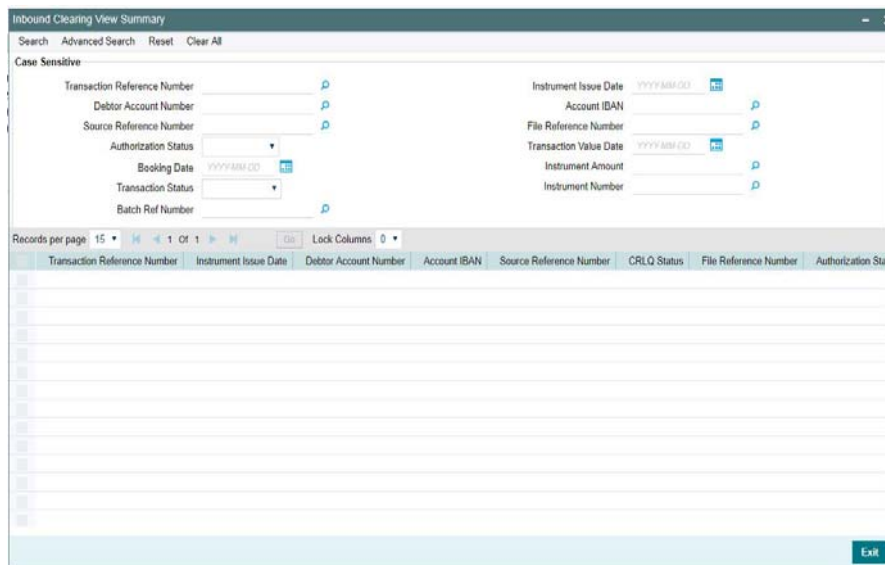 Inbound Clearing View Summary
Search Advanced Search Reset Clear All
Case Sensitive
Transaction Reference Number
Debtor Account Number
Source Reference Number
Authorization Status
Booking Date YYYY-MM-DD
Transaction Status
Batch Ref Number
Instrument Issue Date YYYY-MM-DD
Account IBAN
File Reference Number
Transaction Value Date YYYY-MM-DD
Instrument Amount
Instrument Number
Records per page 15 1 Of 1 Go Lock Columns 0
Transaction Reference Number Instrument Issue Date Debtor Account Number Account IBAN Source Reference Number CRLQ Status File Reference Number Authorization Sta
Exit